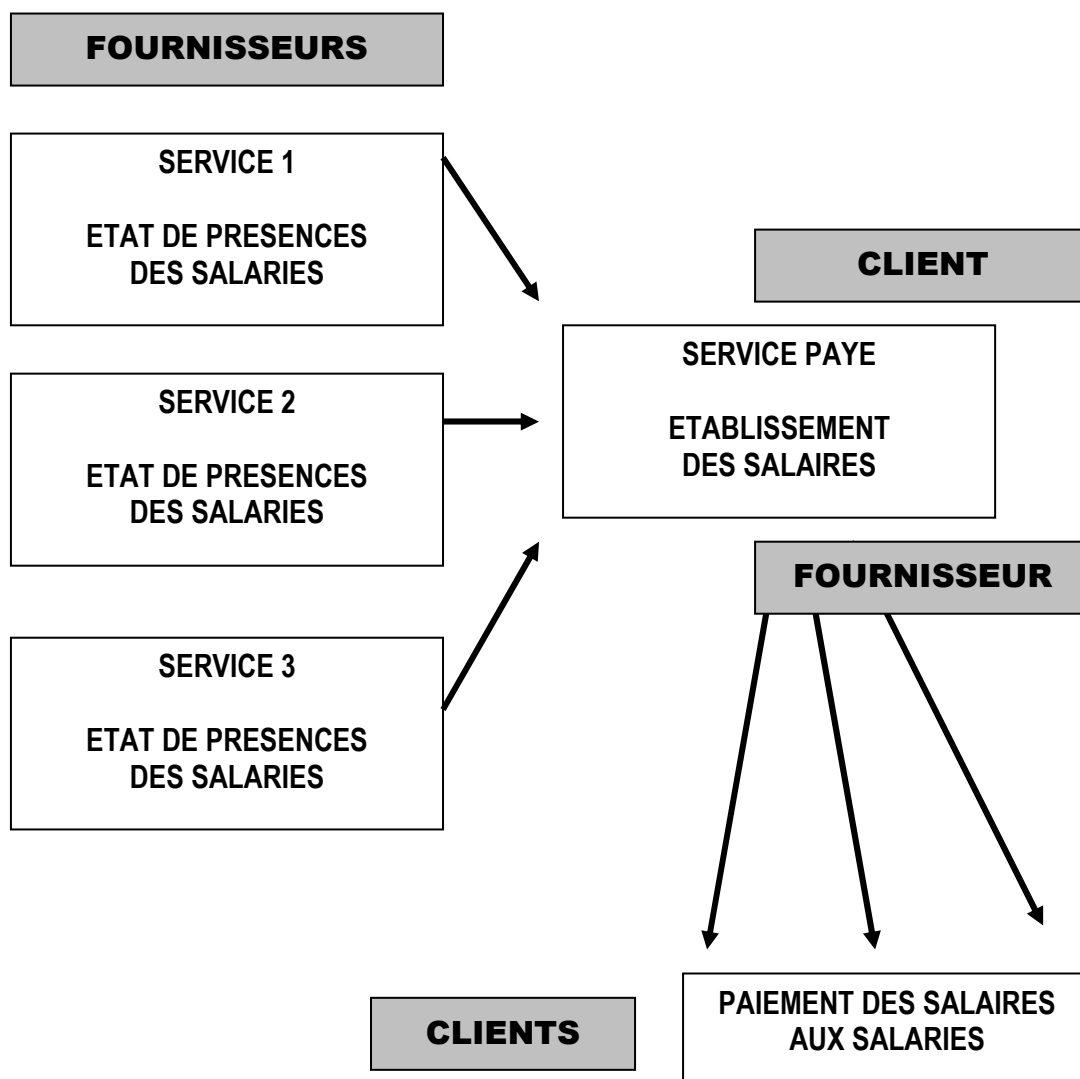 FOURNISSEURS
SERVICE 1
ETAT DE PRESENCES
DES SALARIES
SERVICE 2
ETAT DE PRESENCES
DES SALARIES
SERVICE 3
ETAT DE PRESENCES
DES SALARIES
CLIENT
SERVICE PAYE
ETABLISSEMENT
DES SALAIRES
FOURNISSEUR
CLIENTS
PAIEMENT DES SALAIRES
AUX SALARIES